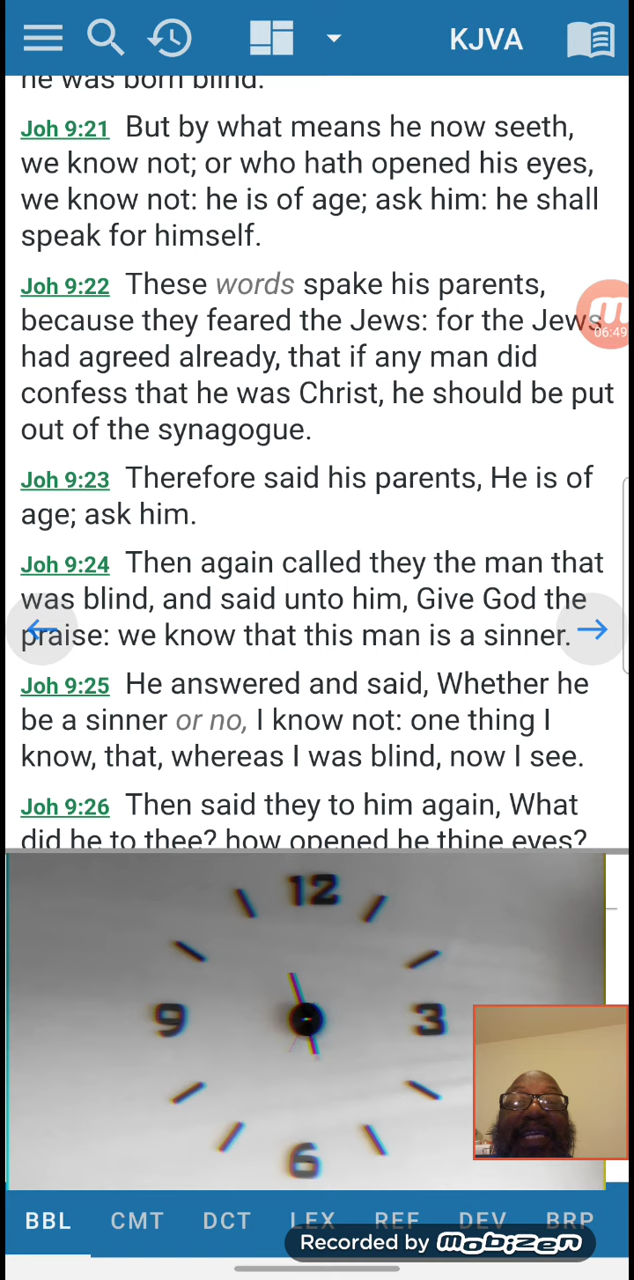 KJVA
he was born blind.
Joh 9:21 But by what means he now seeth,
we know not; or who hath opened his eyes,
we know not: he is of age; ask him: he shall
speak for himself.
Joh 9:22 These words spake his parents,
because they feared the Jews: for the Jews
06:49
had agreed already, that if any man did
confess that he was Christ, he should be put
out of the synagogue.
Joh 9:23 Therefore said his parents, He is of
age; ask him.
Joh 9:24 Then again called they the man that
was blind, and said unto him, Give God the
praise: we know that this man is a sinner.
Joh 9:25 He answered and said, Whether he
be a sinner or no, I know not: one thing I
know, that, whereas I was blind, now I see.
Joh 9:26 Then said they to him again, What
did he to thee? how opened he thine eyes?
12
9 3
6
BBL CMT DCT LEX REF DEV BRP
Recorded by mobizen